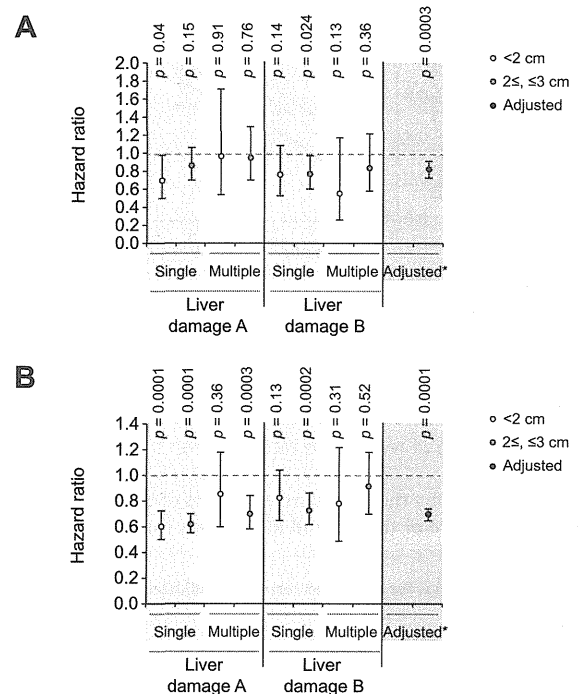 A
p = 0.04
p = 0.15
p = 0.91
p = 0.76
p = 0.14
p = 0.024
p = 0.13
p = 0.36
p = 0.0003
Hazard ratio
2.0
1.8
1.6
1.4
1.2
1.0
0.8
0.6
0.4
0.2
0.0
<2 cm
2≤, ≤3 cm
Adjusted
Single Multiple Single Multiple Adjusted*
Liver damage A
Liver damage B
B
p = 0.0001
p = 0.0001
p = 0.36
p = 0.0003
p = 0.13
p = 0.0002
p = 0.31
p = 0.52
p = 0.0001
Hazard ratio
1.4
1.2
1.0
0.8
0.6
0.4
0.2
0.0
<2 cm
2≤, ≤3 cm
Adjusted
Single Multiple Single Multiple Adjusted*
Liver damage A
Liver damage B